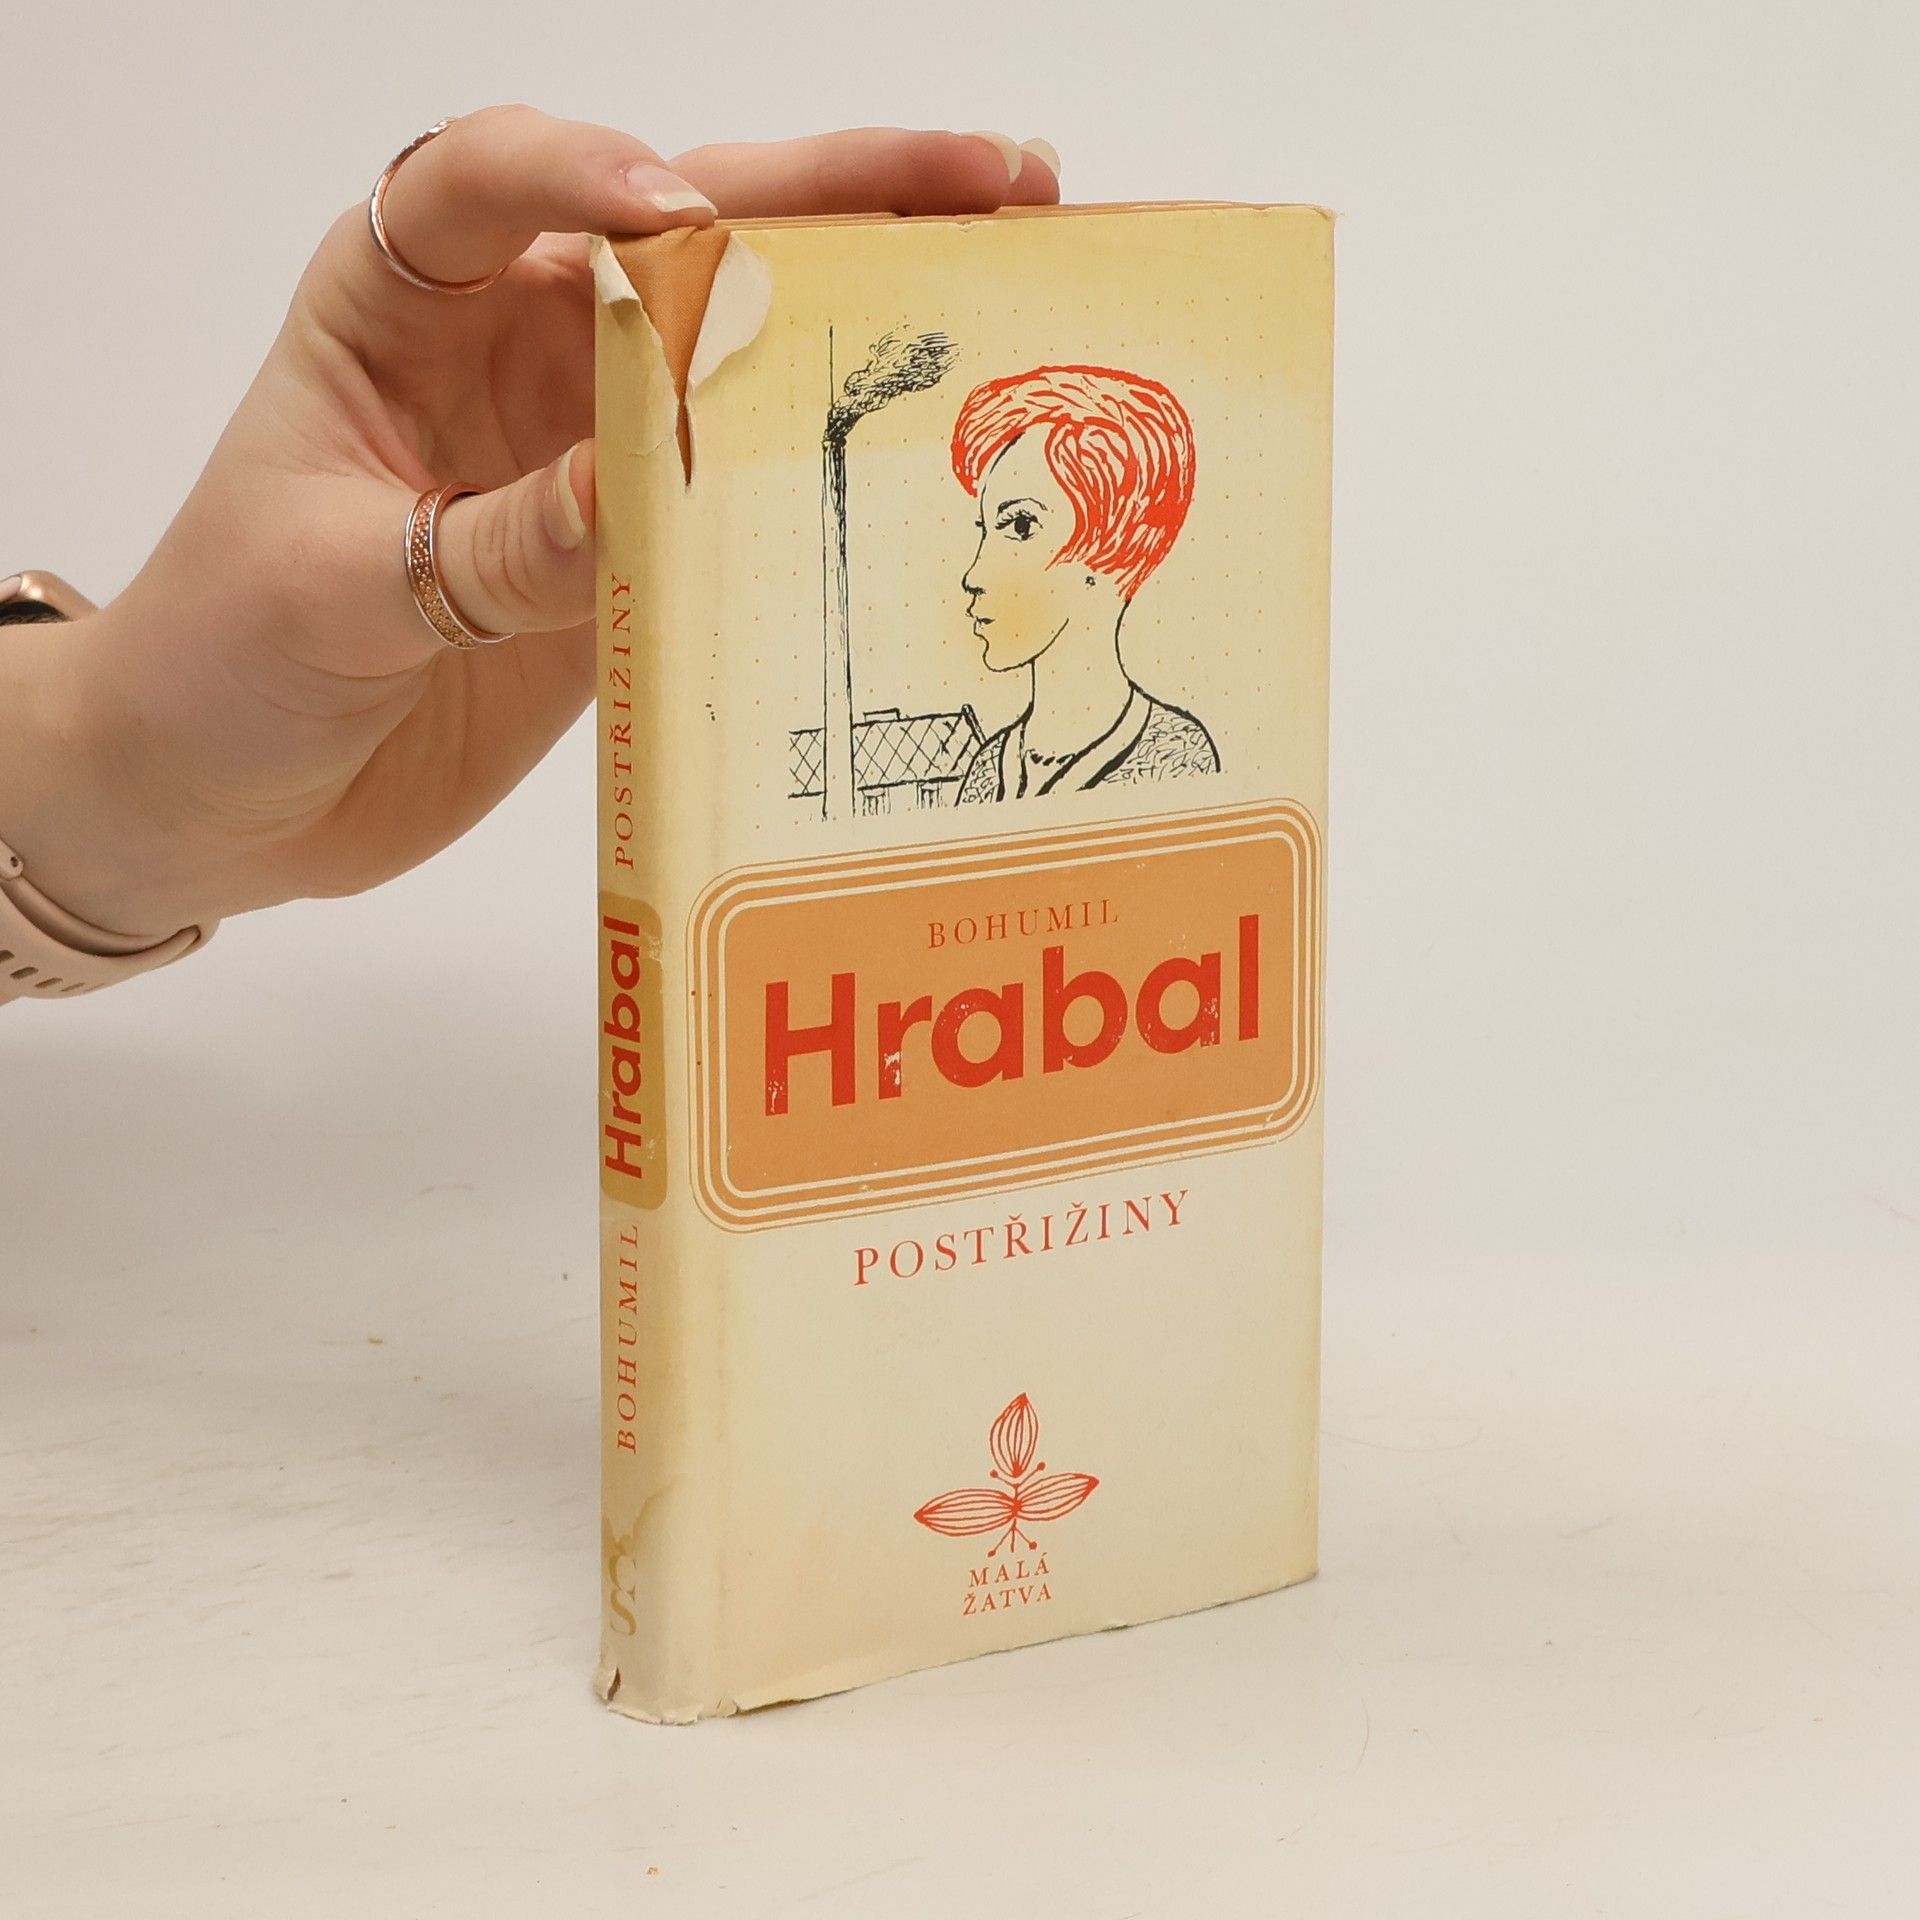 BOHUMIL Hrabal POSTŘIŽINY
BOHUMIL
Hrabal
POSTŘIŽINY
MALÁ
ŽATVA